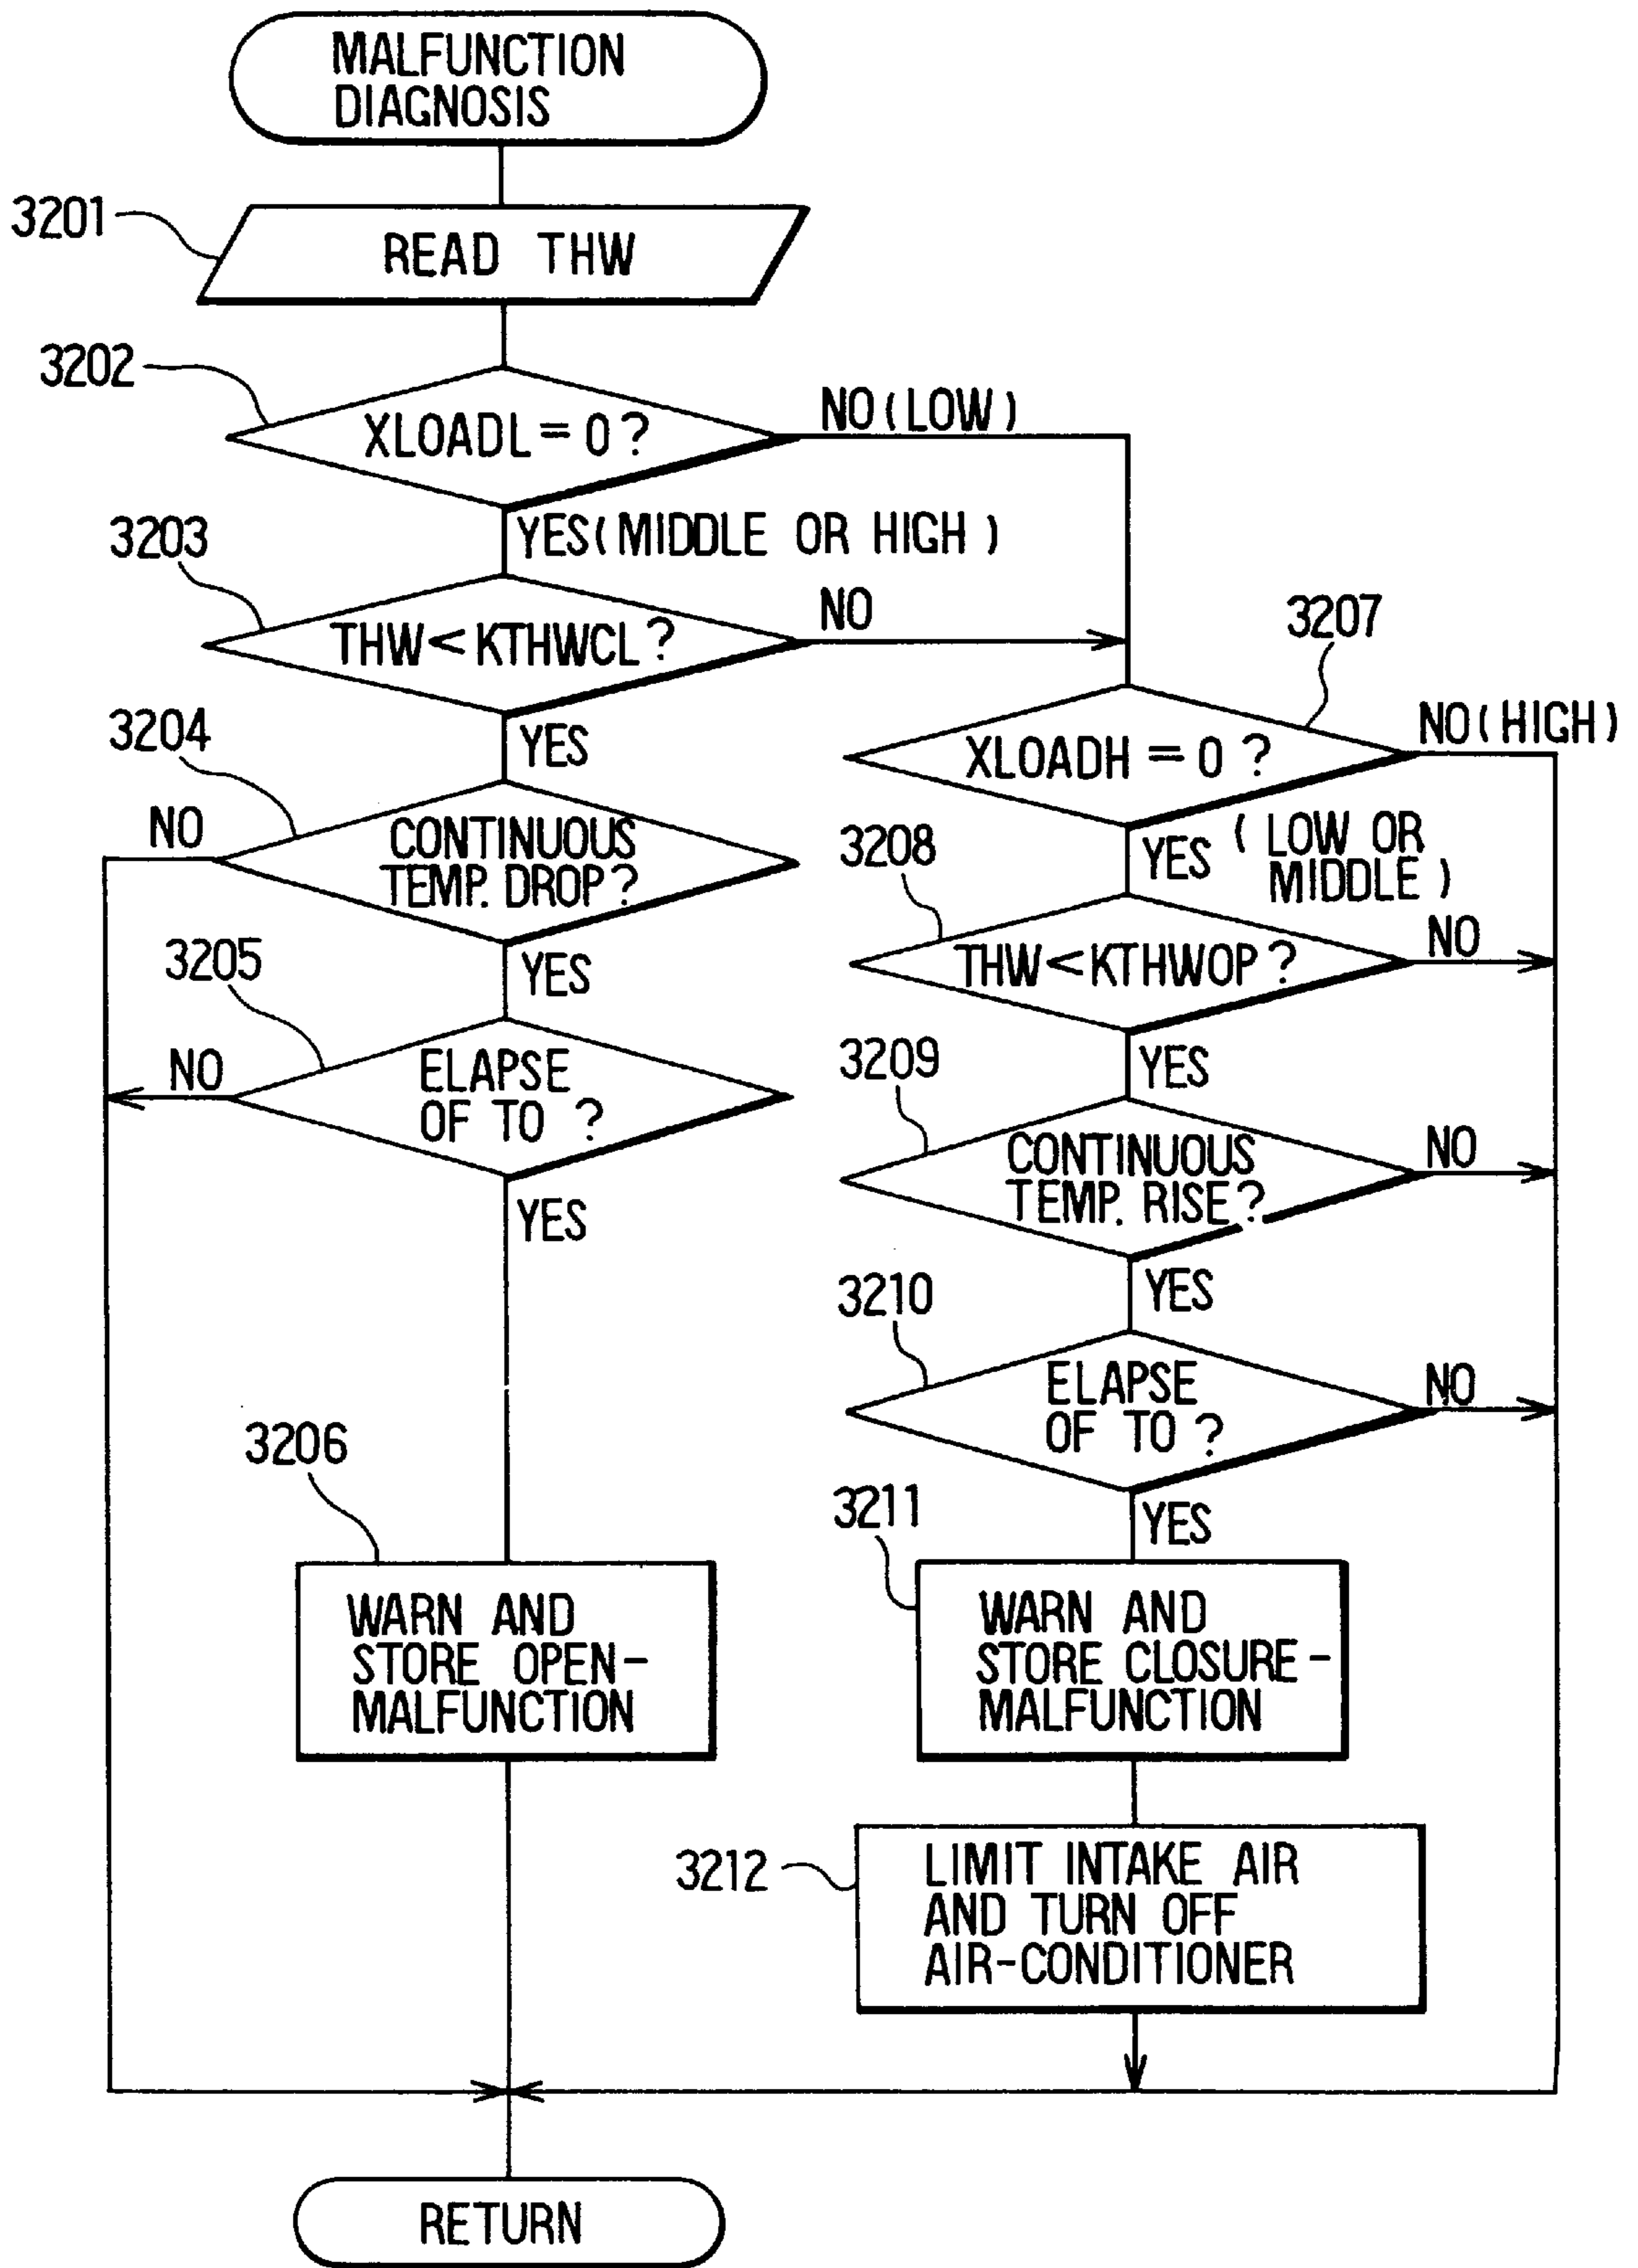 MALFUNCTION
DIAGNOSIS
3201
READ THW
3202
XLOADL = 0 ?
NO (LOW)
YES (MIDDLE OR HIGH)
3203
THW < KTHWCL ?
NO
YES
3204
CONTINUOUS
TEMP. DROP ?
NO
YES
3205
ELAPSE
OF TO ?
NO
YES
3206
WARN AND
STORE OPEN-
MALFUNCTION
3207
XLOADH = 0 ?
NO (HIGH)
YES (LOW OR
MIDDLE)
3208
THW < KTHWOP ?
NO
YES
3209
CONTINUOUS
TEMP. RISE ?
NO
YES
3210
ELAPSE
OF TO ?
NO
YES
3211
WARN AND
STORE CLOSURE-
MALFUNCTION
3212
LIMIT INTAKE AIR
AND TURN OFF
AIR-CONDITIONER
RETURN